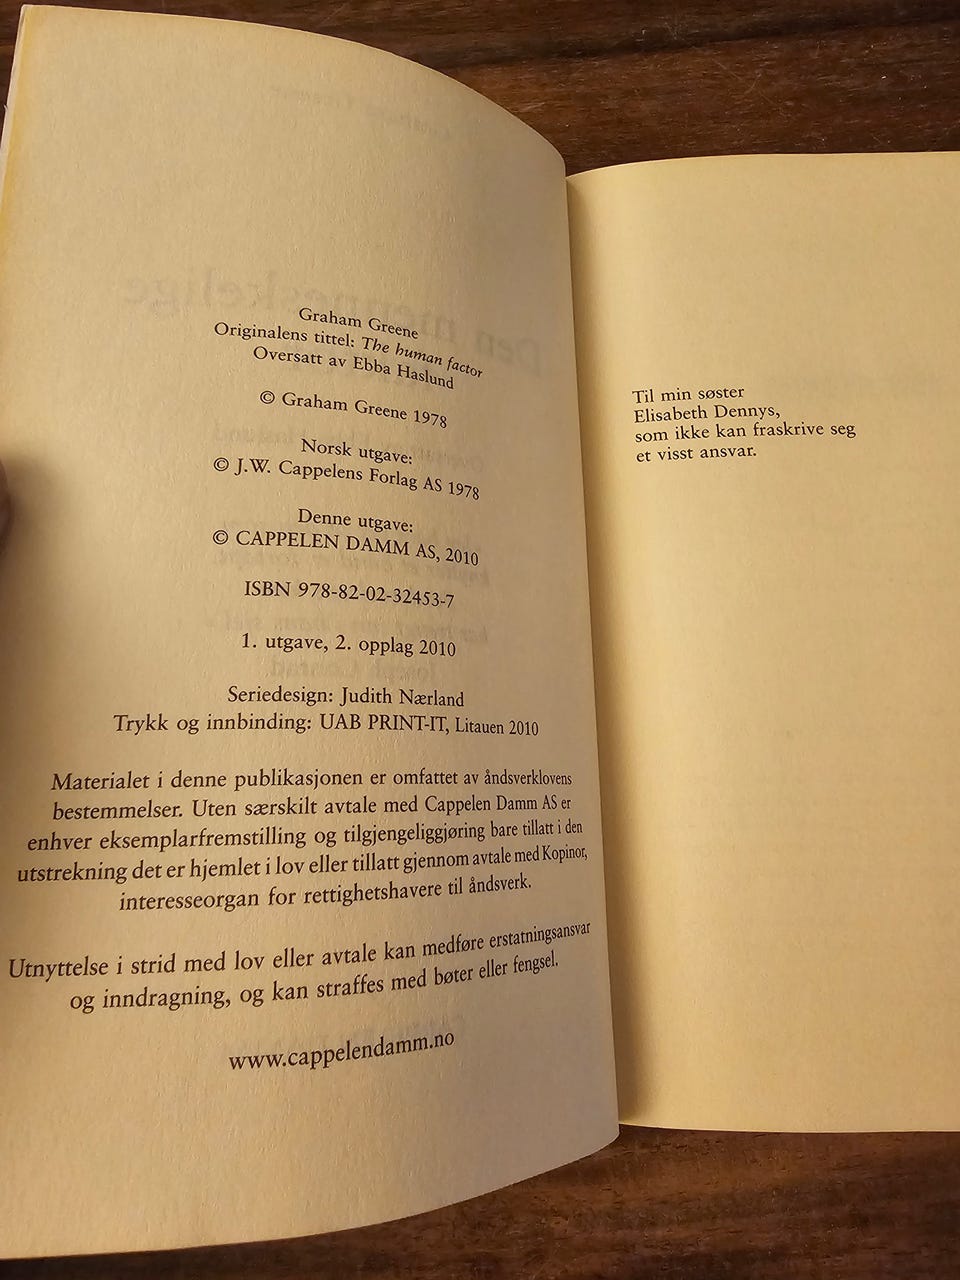 Graham Greene
Originalens tittel: The human factor
Oversatt av Ebba Haslund
© Graham Greene 1978
Norsk utgave:
© J.W. Cappelens Forlag AS 1978
Denne utgave:
© CAPPELEN DAMM AS, 2010
ISBN 978-82-02-32453-7
1. utgave, 2. opplag 2010
Seriedesign: Judith Nærland
Trykk og innbinding: UAB PRINT-IT, Litauen 2010
Materialet i denne publikasjonen er omfattet av åndsverklovens
bestemmelser. Uten særskilt avtale med Cappelen Damm AS er
enhver eksemplarfremstilling og tilgjengeliggjøring bare tillatt i den
utstrekning det er hjemlet i lov eller tillatt gjennom avtale med Kopinor,
interesseorgan for rettighetshavere til åndsverk.
Utnyttelse i strid med lov eller avtale kan medføre erstatningsansvar
og inndragning, og kan straffes med bøter eller fengsel.
www.cappelendamm.no
Til min søster
Elisabeth Dennys,
som ikke kan fraskrive seg
et visst ansvar.